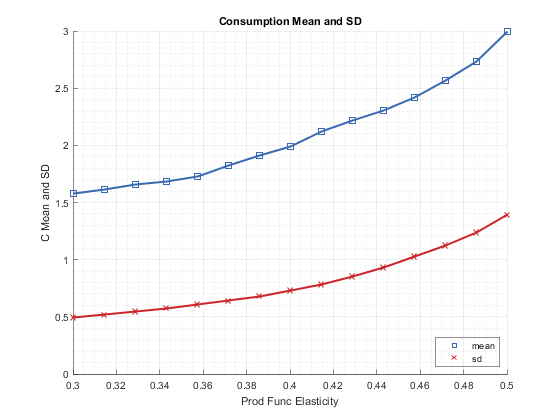 Consumption Mean and SD
C Mean and SD
3
2.5
2
1.5
1
0.5
0
0.3 0.32 0.34 0.36 0.38 0.4 0.42 0.44 0.46 0.48 0.5
Prod Func Elasticity
mean
sd